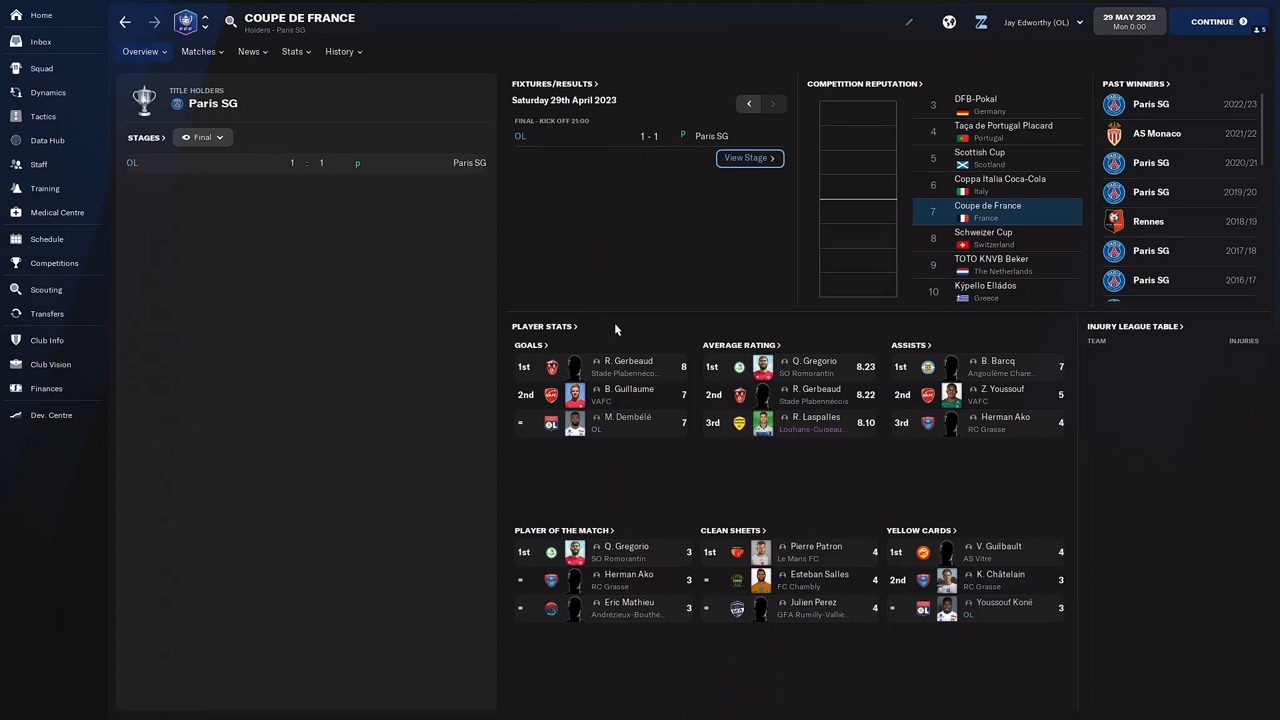 Home
Inbox
Squad
Dynamics
Tactics
Data Hub
Staff
Training
Medical Centre
Schedule
Competitions
Scouting
Transfers
Club Info
Club Vision
Finances
Dev. Centre
FFF
COUPE DE FRANCE
Holders - Paris SG
Jay Edworthy (OL)
29 MAY 2023
Mon 0:00
CONTINUE
5
Overview
Matches
News
Stats
History
TITLE HOLDERS
Paris SG
STAGES
Final
OL 1 : 1 p Paris SG
FIXTURES/RESULTS
Saturday 29th April 2023
FINAL - KICK OFF 21:00
OL 1 - 1 P Paris SG
View Stage
COMPETITION REPUTATION
3 DFB-Pokal
Germany
4 Taça de Portugal Placard
Portugal
5 Scottish Cup
Scotland
6 Coppa Italia Coca-Cola
Italy
7 Coupe de France
France
8 Schweizer Cup
Switzerland
9 TOTO KNVB Beker
The Netherlands
10 Kýpello Elládos
Greece
PAST WINNERS
Paris SG 2022/23
AS Monaco 2021/22
Paris SG 2020/21
Paris SG 2019/20
Rennes 2018/19
Paris SG 2017/18
Paris SG 2016/17
PLAYER STATS
GOALS
1st R. Gerbeaud 8
Stade Plabennéco...
2nd B. Guillaume 7
VAFC
= M. Dembélé 7
OL
AVERAGE RATING
1st Q. Gregorio 8.23
SO Romorantin
2nd R. Gerbeaud 8.22
Stade Plabennécois
3rd R. Laspalles 8.10
Louhans-Cuiseau...
ASSISTS
1st B. Barcq 7
Angoulême Chare...
2nd Z. Youssouf 5
VAFC
3rd Herman Ako 4
RC Grasse
PLAYER OF THE MATCH
1st Q. Gregorio 3
SO Romorantin
= Herman Ako 3
RC Grasse
= Eric Mathieu 3
Andrézieux-Bouthé...
CLEAN SHEETS
1st Pierre Patron 4
Le Mans FC
= Esteban Salles 4
FC Chambly
= Julien Perez 4
GFA Rumilly-Valliè...
YELLOW CARDS
1st V. Guilbault 4
AS Vitré
2nd K. Châtelain 3
RC Grasse
= Youssouf Koné 3
OL
INJURY LEAGUE TABLE
TEAM INJURIES